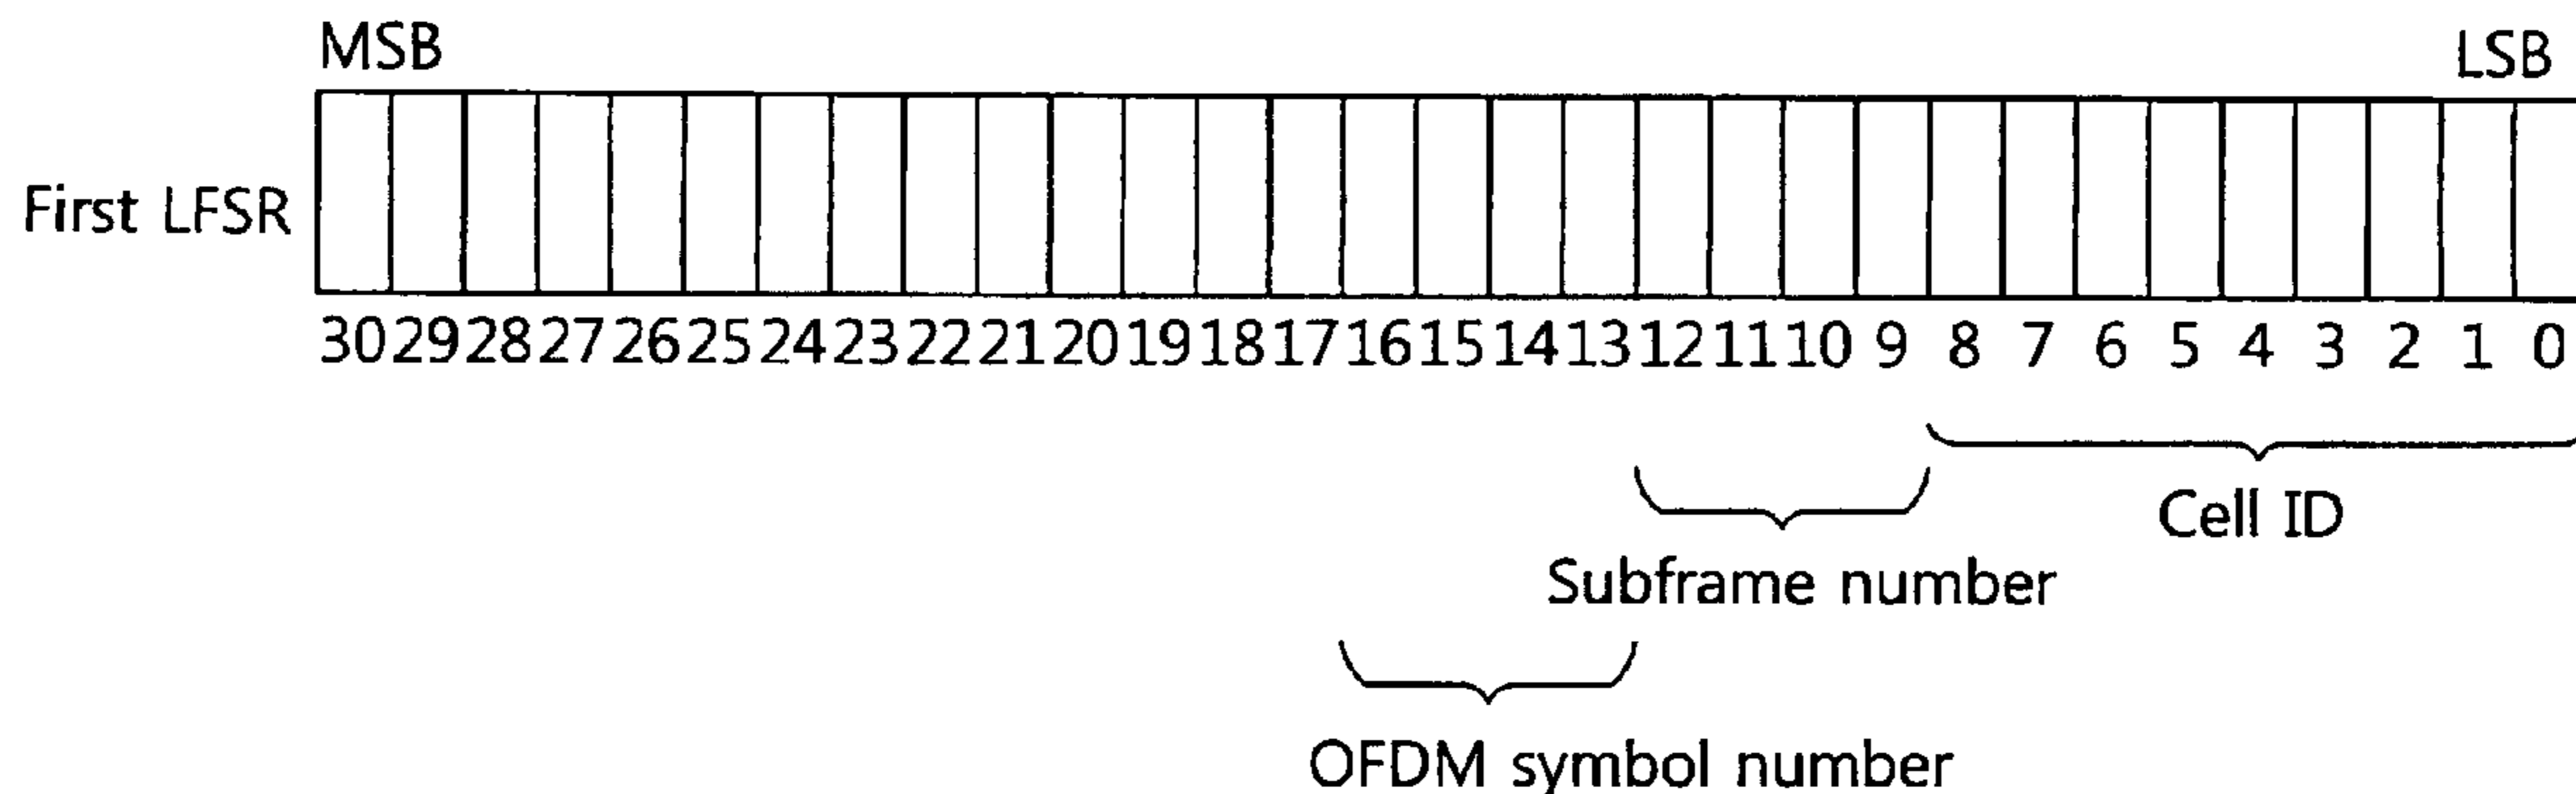 MSB LSB
First LFSR
30 29 28 27 26 25 24 23 22 21 20 19 18 17 16 15 14 13 12 11 10 9 8 7 6 5 4 3 2 1 0
Cell ID
Subframe number
OFDM symbol number